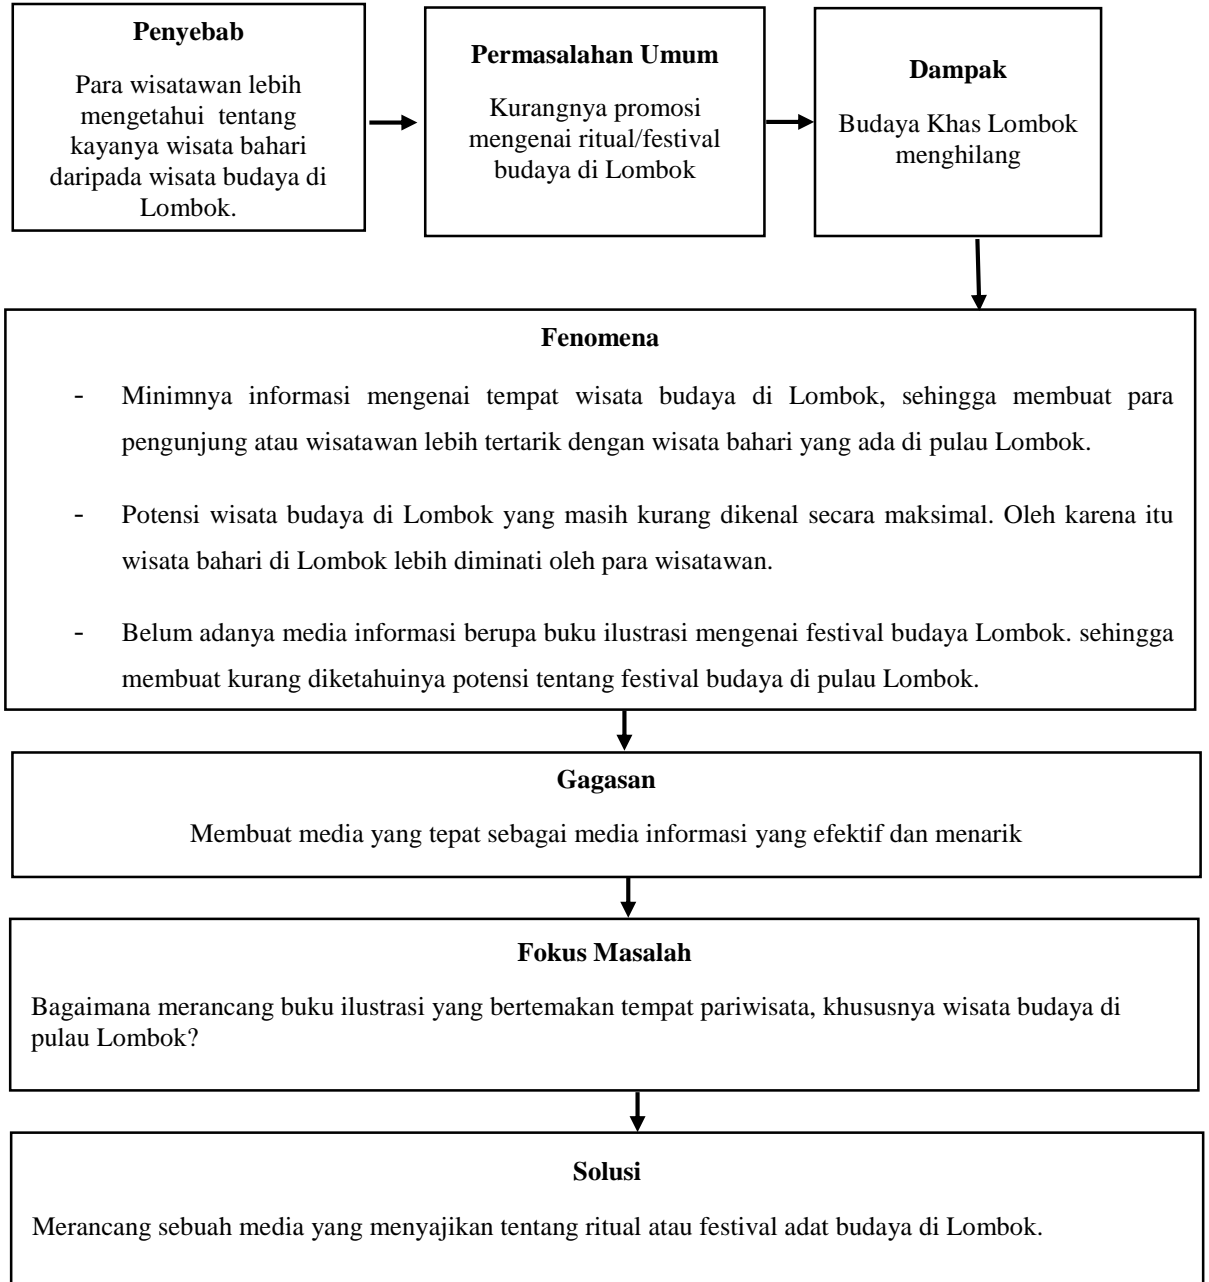 Penyebab
Para wisatawan lebih
mengetahui tentang
kayanya wisata bahari
daripada wisata budaya di
Lombok.
Permasalahan Umum
Kurangnya promosi
mengenai ritual/festival
budaya di Lombok
Dampak
Budaya Khas Lombok
menghilang
Fenomena
- Minimnya informasi mengenai tempat wisata budaya di Lombok, sehingga membuat para
pengunjung atau wisatawan lebih tertarik dengan wisata bahari yang ada di pulau Lombok.
- Potensi wisata budaya di Lombok yang masih kurang dikenal secara maksimal. Oleh karena itu
wisata bahari di Lombok lebih diminati oleh para wisatawan.
- Belum adanya media informasi berupa buku ilustrasi mengenai festival budaya Lombok. sehingga
membuat kurang diketahuinya potensi tentang festival budaya di pulau Lombok.
Gagasan
Membuat media yang tepat sebagai media informasi yang efektif dan menarik
Fokus Masalah
Bagaimana merancang buku ilustrasi yang bertemakan tempat pariwisata, khususnya wisata budaya di
pulau Lombok?
Solusi
Merancang sebuah media yang menyajikan tentang ritual atau festival adat budaya di Lombok.